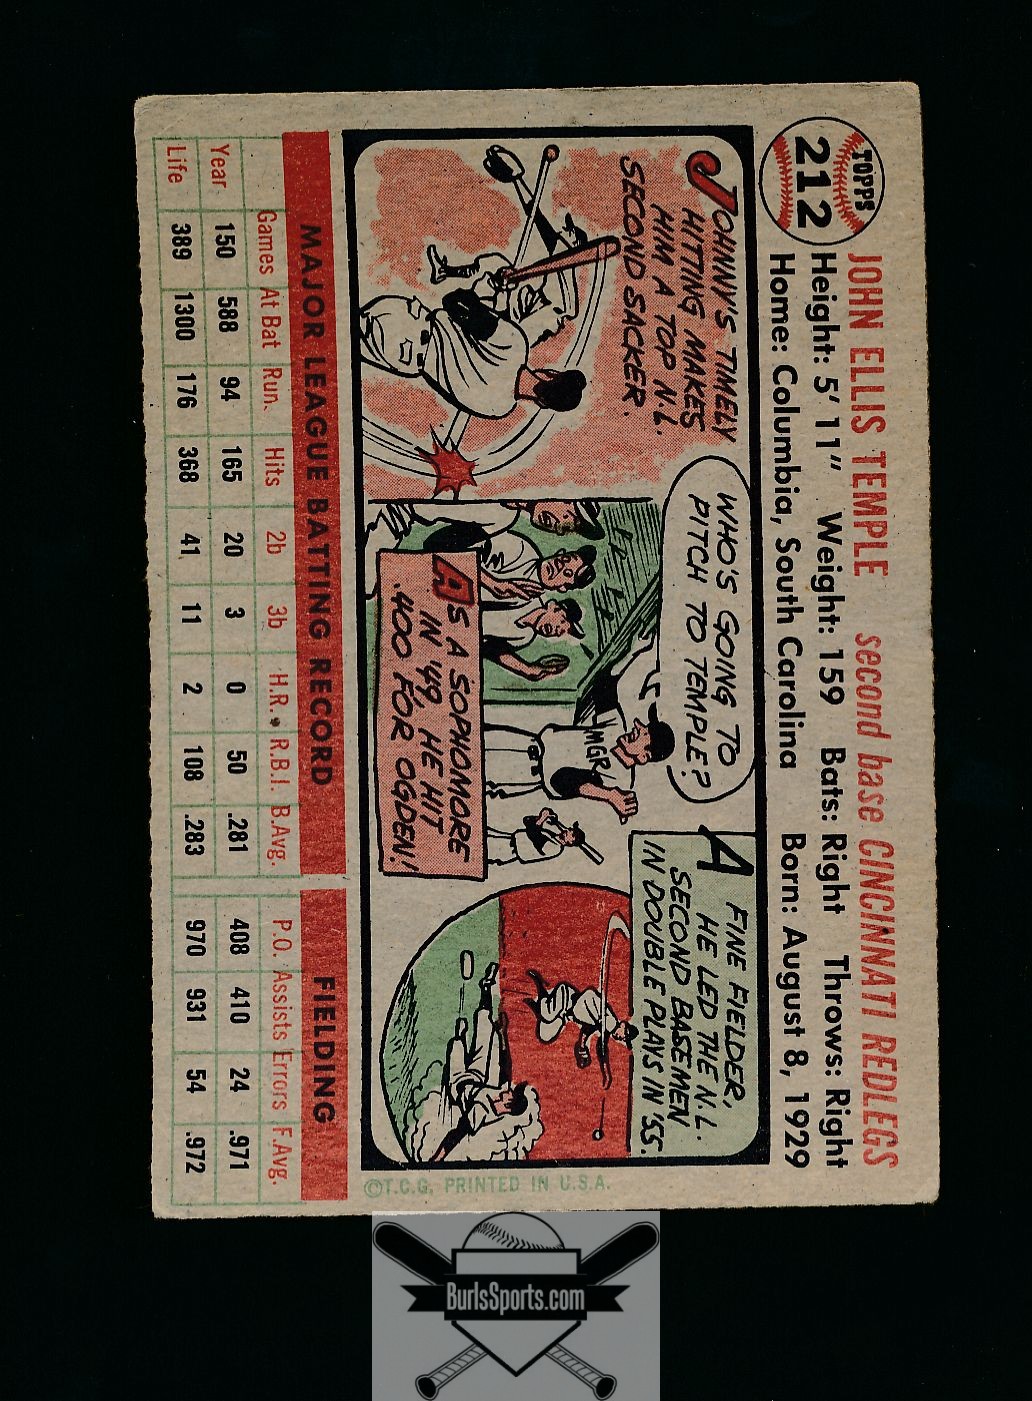 TOPPS
212
JOHN ELLIS TEMPLE second base CINCINNATI REDLEGS
Height: 5' 11" Weight: 159 Bats: Right Throws: Right
Home: Columbia, South Carolina Born: August 8, 1929
JOHNNY'S TIMELY
HITTING MAKES
HIM A TOP N.L.
SECOND SACKER.
WHO'S GOING TO
PITCH TO TEMPLE?
MGR
AS A SOPHOMORE
IN '49, HE HIT
.400 FOR OGDEN!
A FINE FIELDER,
HE LED THE N.L.
SECOND BASEMEN
IN DOUBLE PLAYS IN '55.
MAJOR LEAGUE BATTING RECORD FIELDING
Games At Bat Run. Hits 2b 3b H.R. R.B.I. B.Avg. P.O. Assists Errors F.Avg.
Year 150 588 94 165 20 3 0 50 .281 408 410 24 .971
Life 389 1300 176 368 41 11 2 108 .283 970 931 54 .972
©T.C.G. PRINTED IN U.S.A.
BurlsSports.com